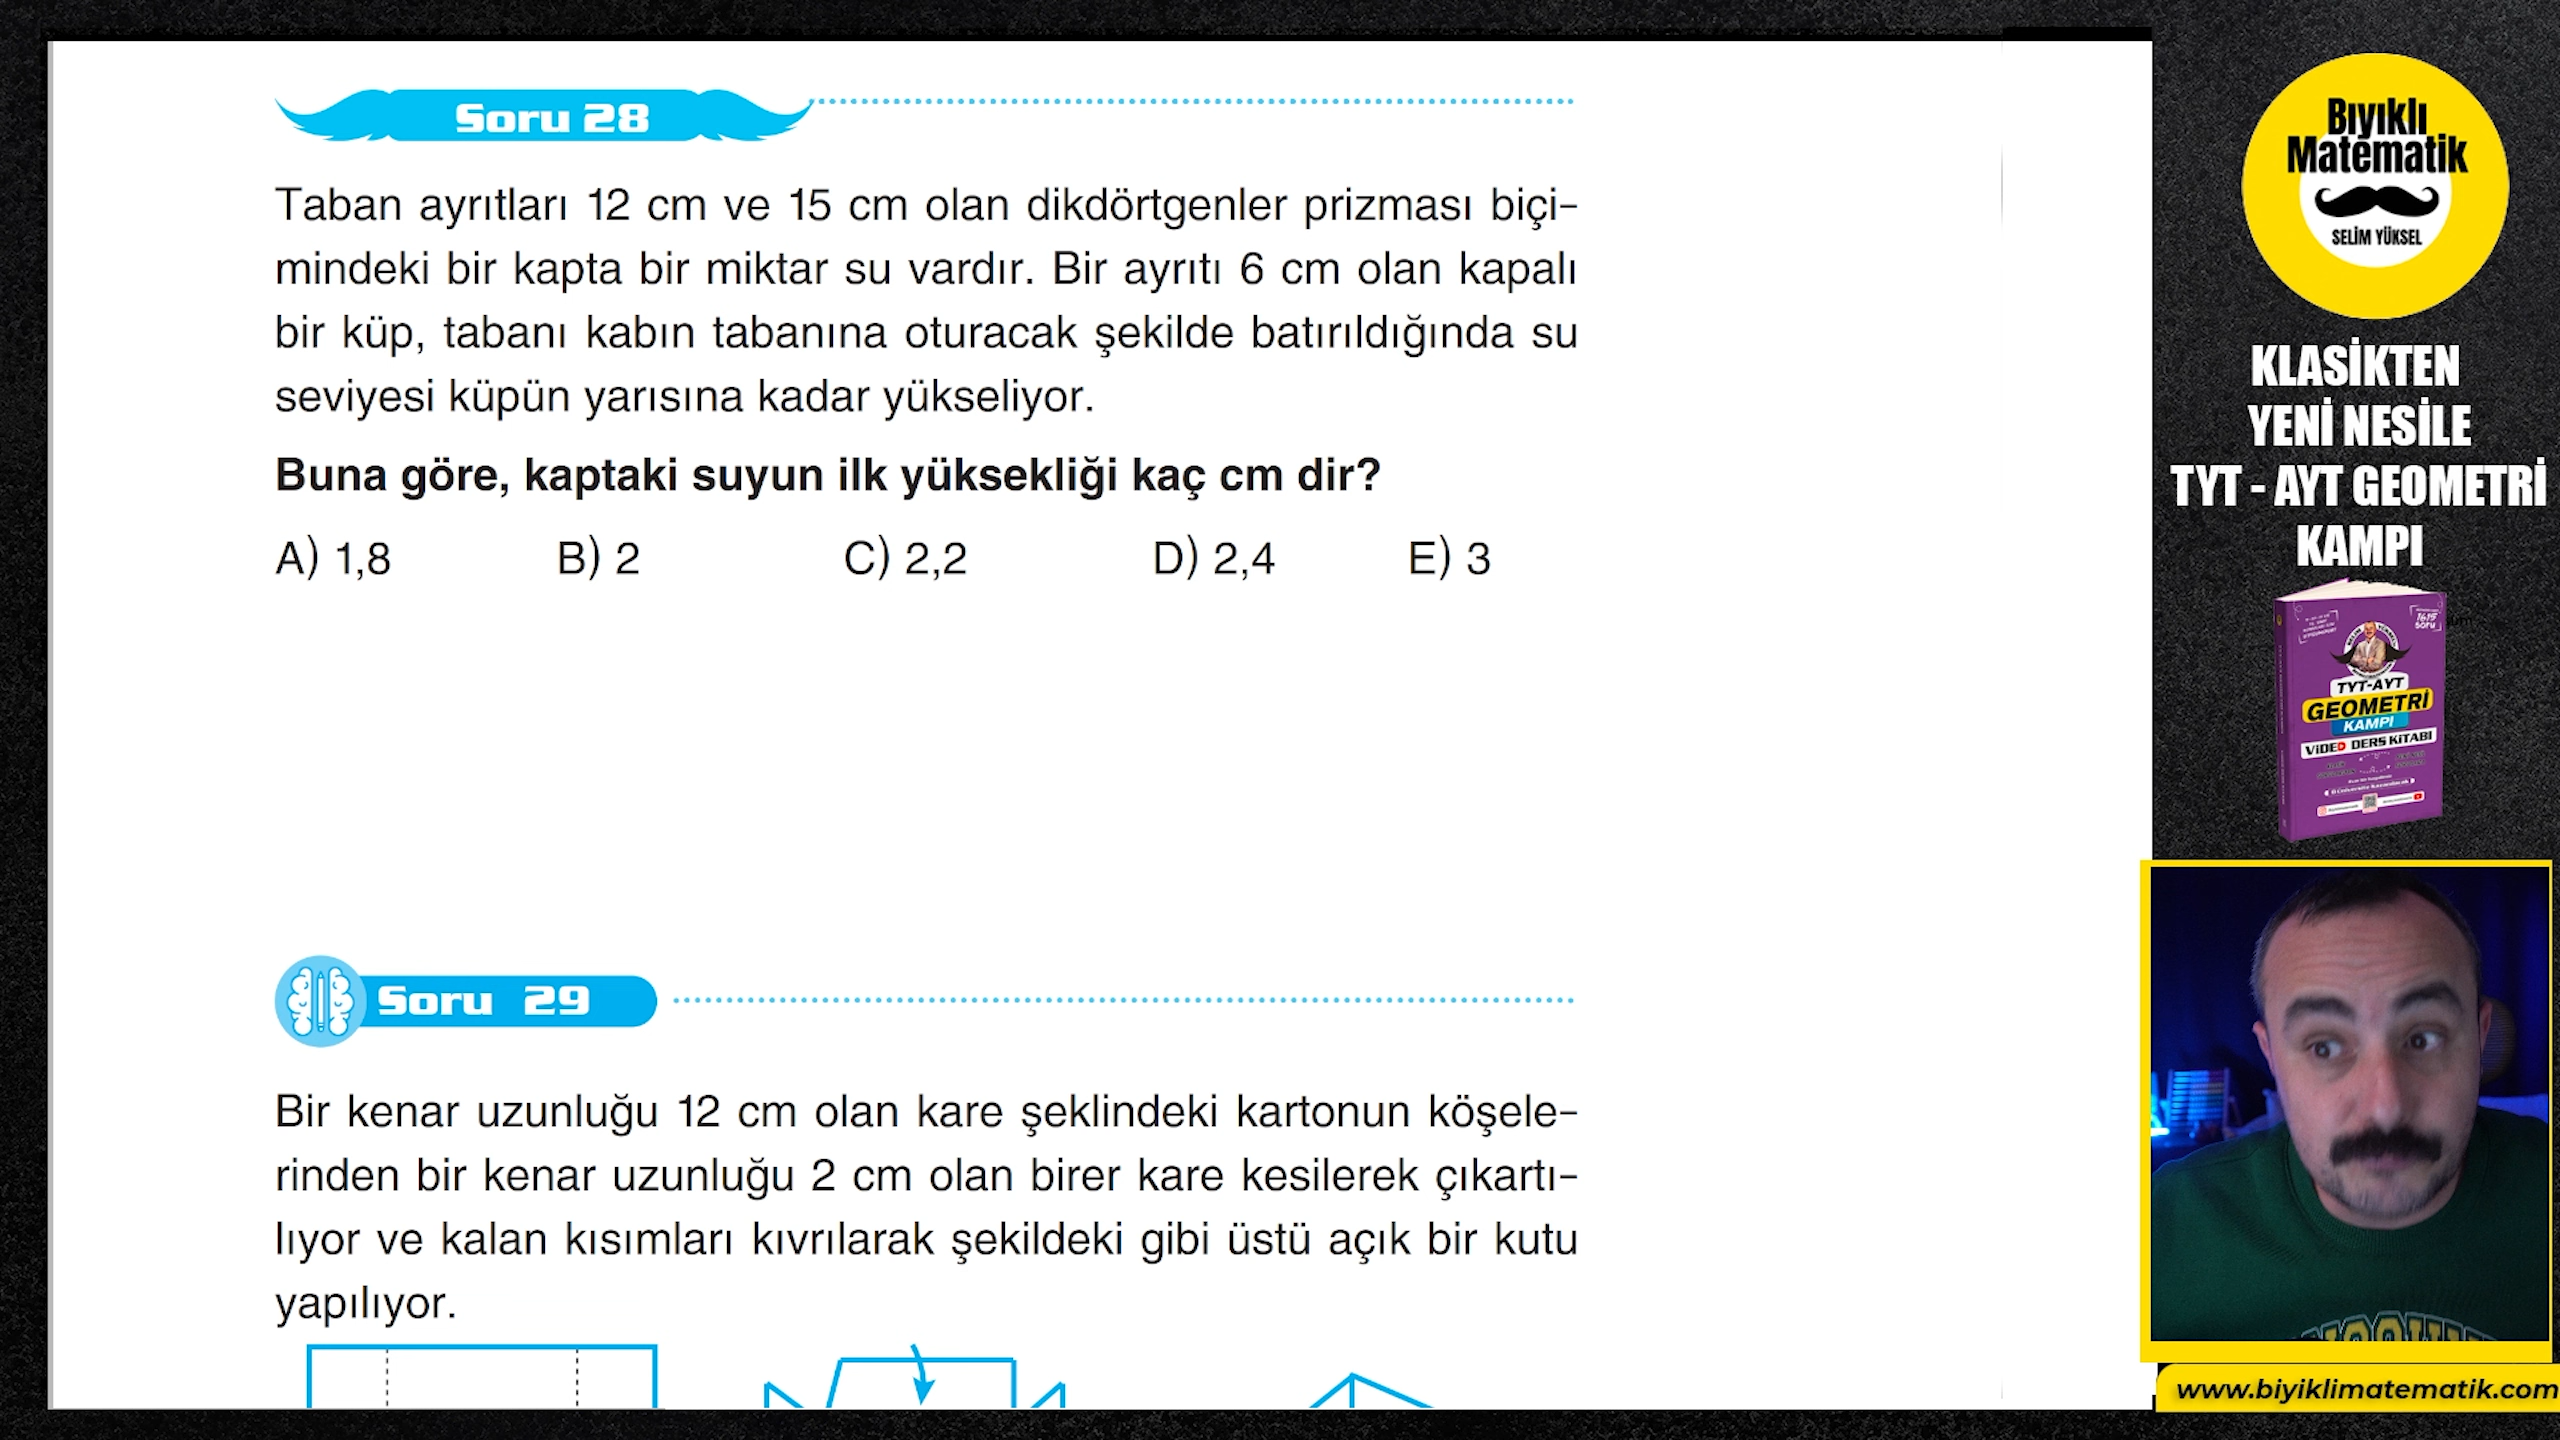 Soru 28
Taban ayrıtları 12 cm ve 15 cm olan dikdörtgenler prizması biçi-
mindeki bir kapta bir miktar su vardır. Bir ayrıtı 6 cm olan kapalı
bir küp, tabanı kabın tabanına oturacak şekilde batırıldığında su
seviyesi küpün yarısına kadar yükseliyor.
Buna göre, kaptaki suyun ilk yüksekliği kaç cm dir?
A) 1,8 B) 2 C) 2,2 D) 2,4 E) 3
Soru 29
Bir kenar uzunluğu 12 cm olan kare şeklindeki kartonun köşele-
rinden bir kenar uzunluğu 2 cm olan birer kare kesilerek çıkartı-
lıyor ve kalan kısımları kıvrılarak şekildeki gibi üstü açık bir kutu
yapılıyor.
Bıyıklı
Matematik
SELİM YÜKSEL
KLASİKTEN
YENİ NESİLE
TYT - AYT GEOMETRİ
KAMPI
1615
soru
TYT-AYT
GEOMETRİ
KAMPI
VİDEO DERS KİTABI
www.biyiklimatematik.com